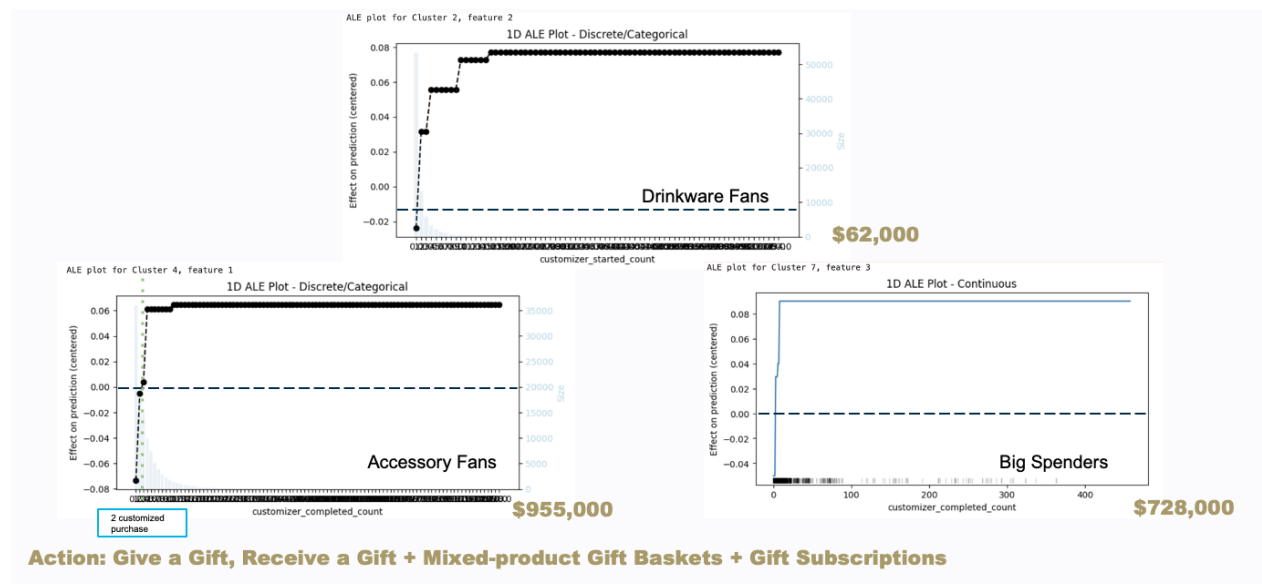 ALE plot for Cluster 2, feature 2
1D ALE Plot - Discrete/Categorical
0.08
0.06
0.04
0.02
0.00
−0.02
Effect on prediction (centered)
50000
40000
30000
20000
10000
0
Size
Drinkware Fans
customizer_started_count
$62,000
ALE plot for Cluster 4, feature 1
1D ALE Plot - Discrete/Categorical
0.06
0.04
0.02
0.00
−0.02
−0.04
−0.06
−0.08
Effect on prediction (centered)
35000
30000
25000
20000
15000
10000
5000
0
Size
Accessory Fans
customizer_completed_count
2 customized
purchase
$955,000
ALE plot for Cluster 7, feature 3
1D ALE Plot - Continuous
0.08
0.06
0.04
0.02
0.00
−0.02
−0.04
Effect on prediction (centered)
Big Spenders
0 100 200 300 400
customizer_completed_count
$728,000
Action: Give a Gift, Receive a Gift + Mixed-product Gift Baskets + Gift Subscriptions